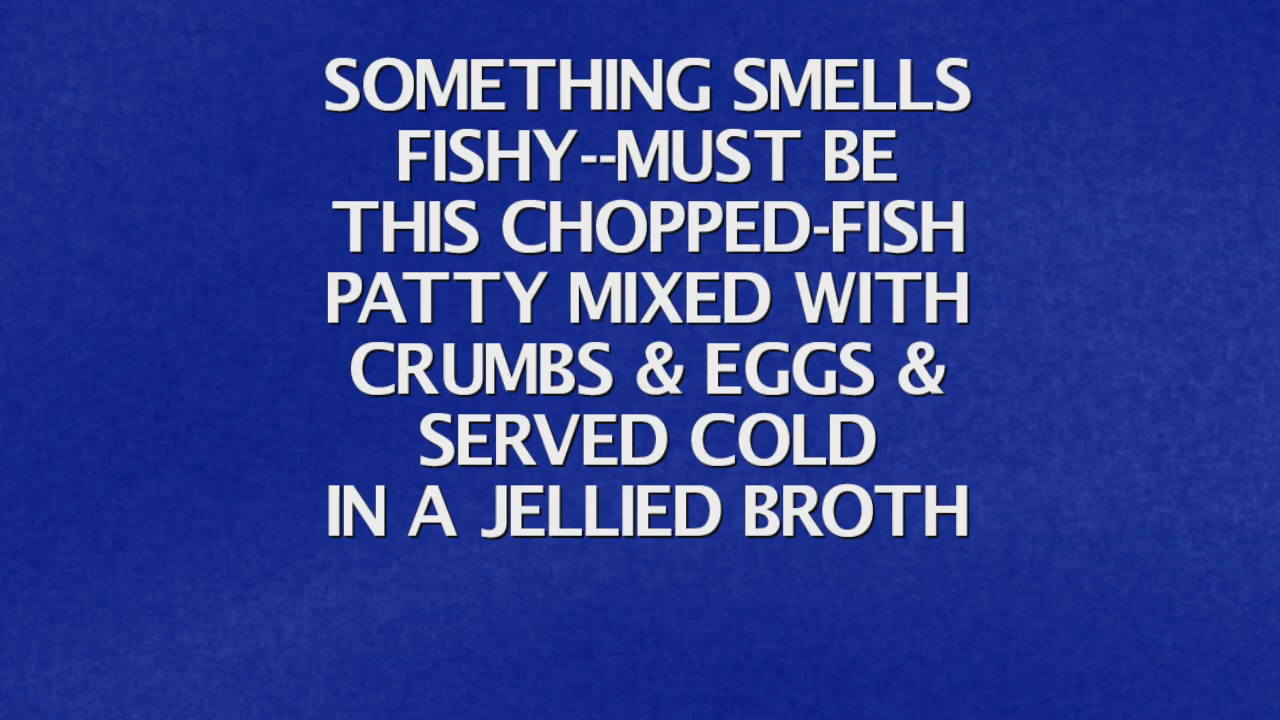 SOMETHING SMELLS
FISHY--MUST BE
THIS CHOPPED-FISH
PATTY MIXED WITH
CRUMBS & EGGS &
SERVED COLD
IN A JELLIED BROTH